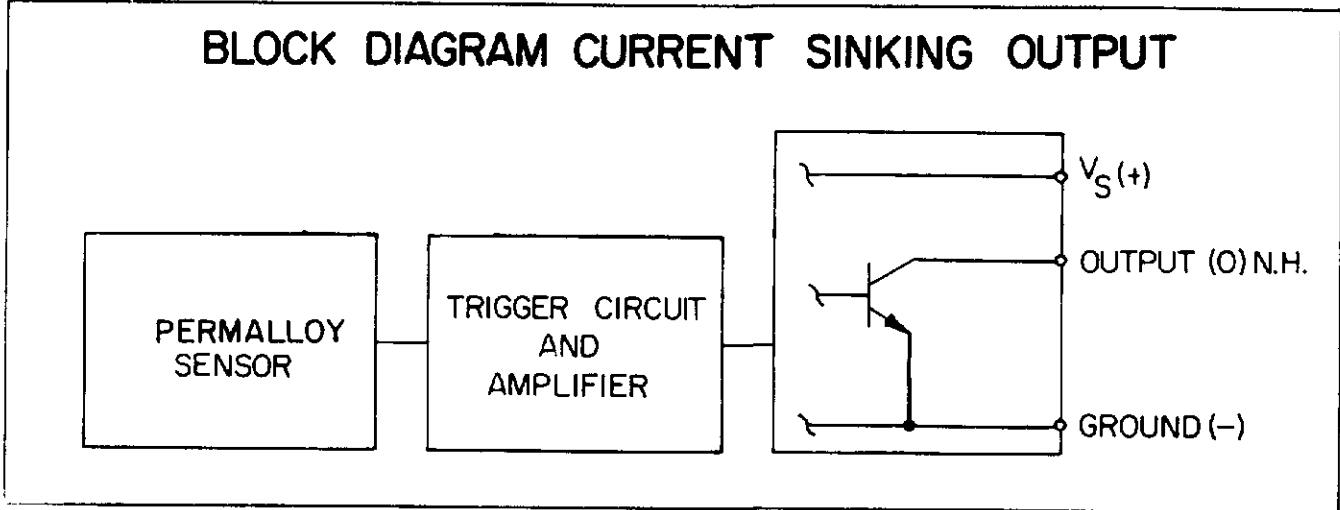 BLOCK DIAGRAM CURRENT SINKING OUTPUT
PERMALLOY
SENSOR
TRIGGER CIRCUIT
AND
AMPLIFIER
VS(+)
OUTPUT (O) N.H.
GROUND (−)